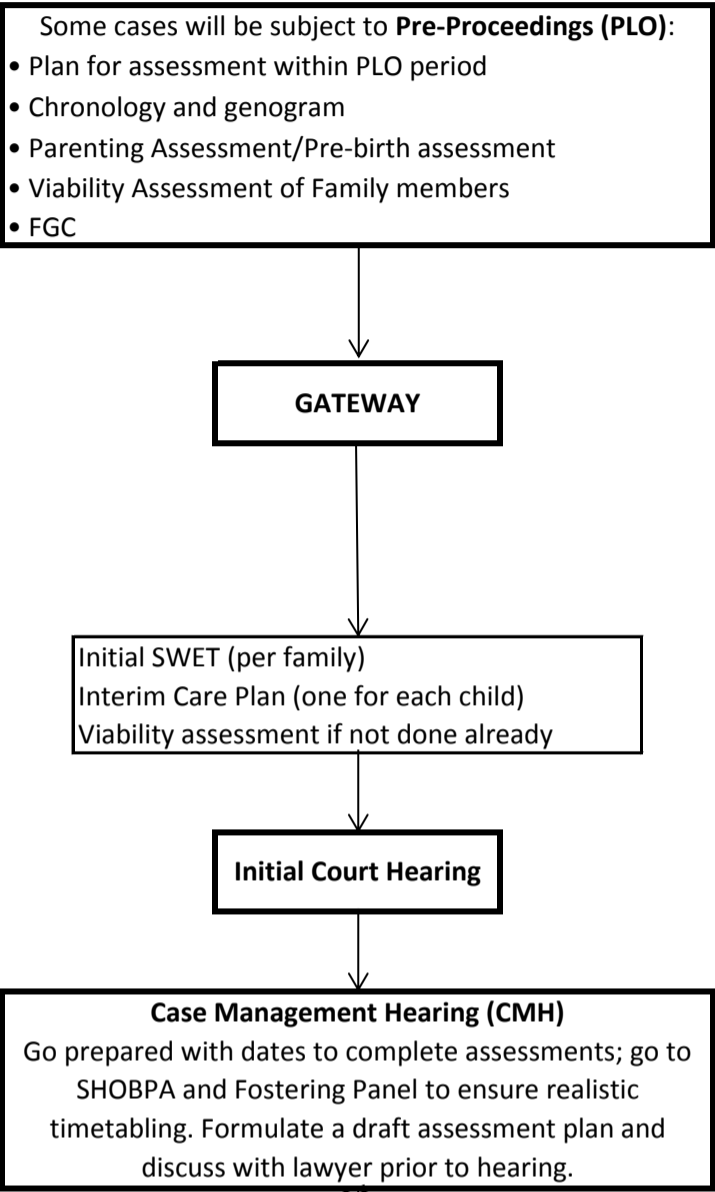 Some cases will be subject to Pre-Proceedings (PLO):
• Plan for assessment within PLO period
• Chronology and genogram
• Parenting Assessment/Pre-birth assessment
• Viability Assessment of Family members
• FGC
GATEWAY
Initial SWET (per family)
Interim Care Plan (one for each child)
Viability assessment if not done already
Initial Court Hearing
Case Management Hearing (CMH)
Go prepared with dates to complete assessments; go to
SHOBPA and Fostering Panel to ensure realistic
timetabling. Formulate a draft assessment plan and
discuss with lawyer prior to hearing.